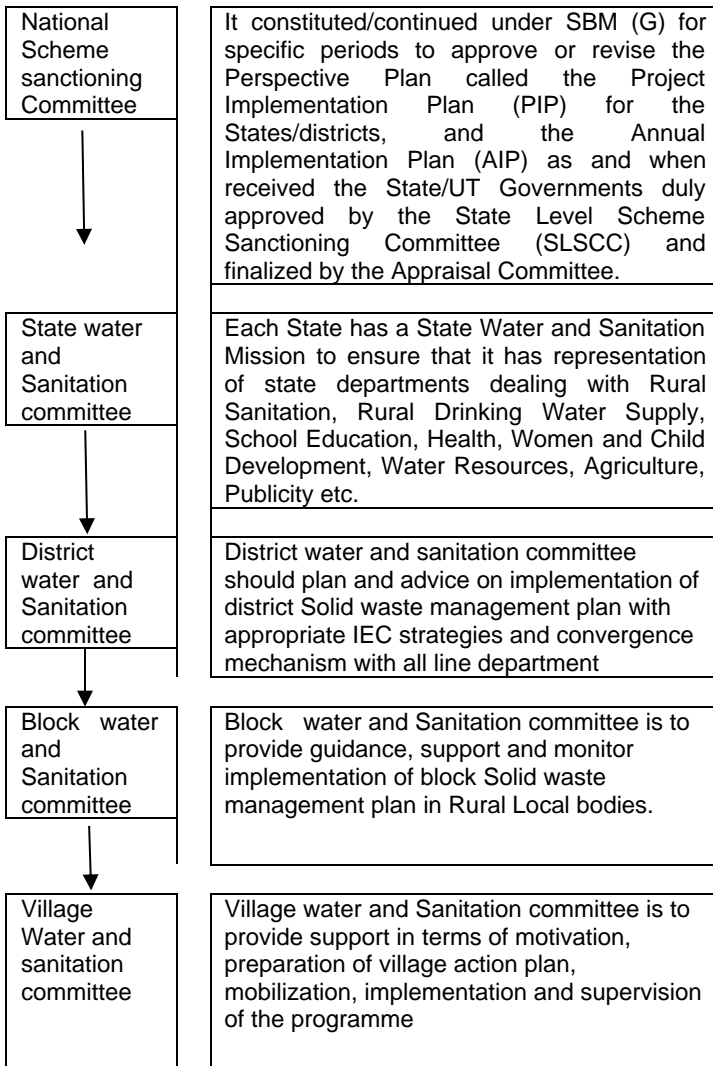 National
Scheme
sanctioning
Committee
It constituted/continued under SBM (G) for
specific periods to approve or revise the
Perspective Plan called the Project
Implementation Plan (PIP) for the
States/districts, and the Annual
Implementation Plan (AIP) as and when
received the State/UT Governments duly
approved by the State Level Scheme
Sanctioning Committee (SLSCC) and
finalized by the Appraisal Committee.
State water
and
Sanitation
committee
Each State has a State Water and Sanitation
Mission to ensure that it has representation
of state departments dealing with Rural
Sanitation, Rural Drinking Water Supply,
School Education, Health, Women and Child
Development, Water Resources, Agriculture,
Publicity etc.
District
water and
Sanitation
committee
District water and sanitation committee
should plan and advice on implementation of
district Solid waste management plan with
appropriate IEC strategies and convergence
mechanism with all line department
Block water
and
Sanitation
committee
Block water and Sanitation committee is to
provide guidance, support and monitor
implementation of block Solid waste
management plan in Rural Local bodies.
Village
Water and
sanitation
committee
Village water and Sanitation committee is to
provide support in terms of motivation,
preparation of village action plan,
mobilization, implementation and supervision
of the programme